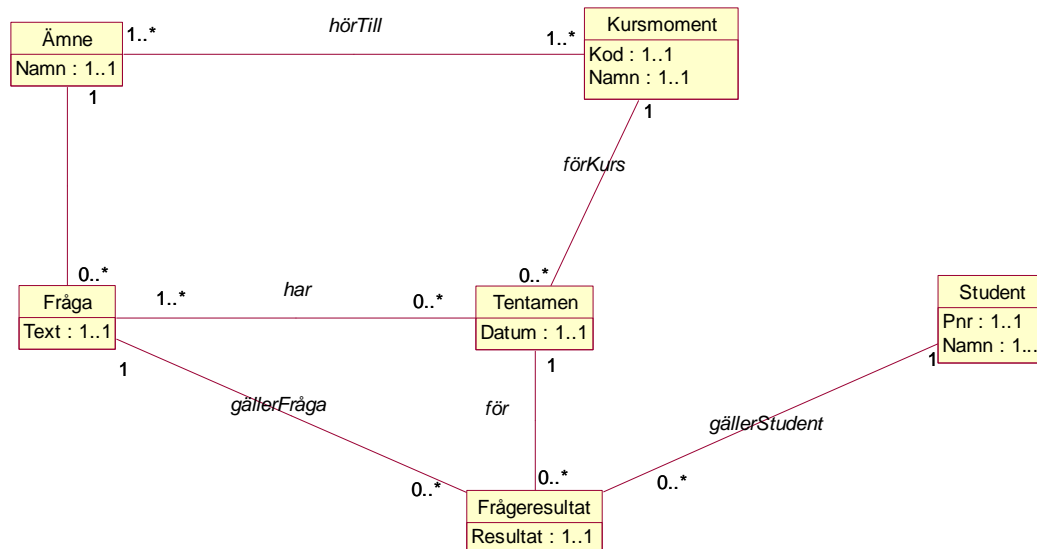 hörTill
Ämne
Namn : 1..1
1..*
1..*
Kursmoment
Kod : 1..1
Namn : 1..1
1
1
förKurs
0..*
0..*
Fråga
Text : 1..1
1..*
har
0..*
Tentamen
Datum : 1..1
Student
Pnr : 1..1
Namn : 1...
1
1
1
gällerFråga
för
gällerStudent
0..*
0..*
0..*
Frågeresultat
Resultat : 1..1